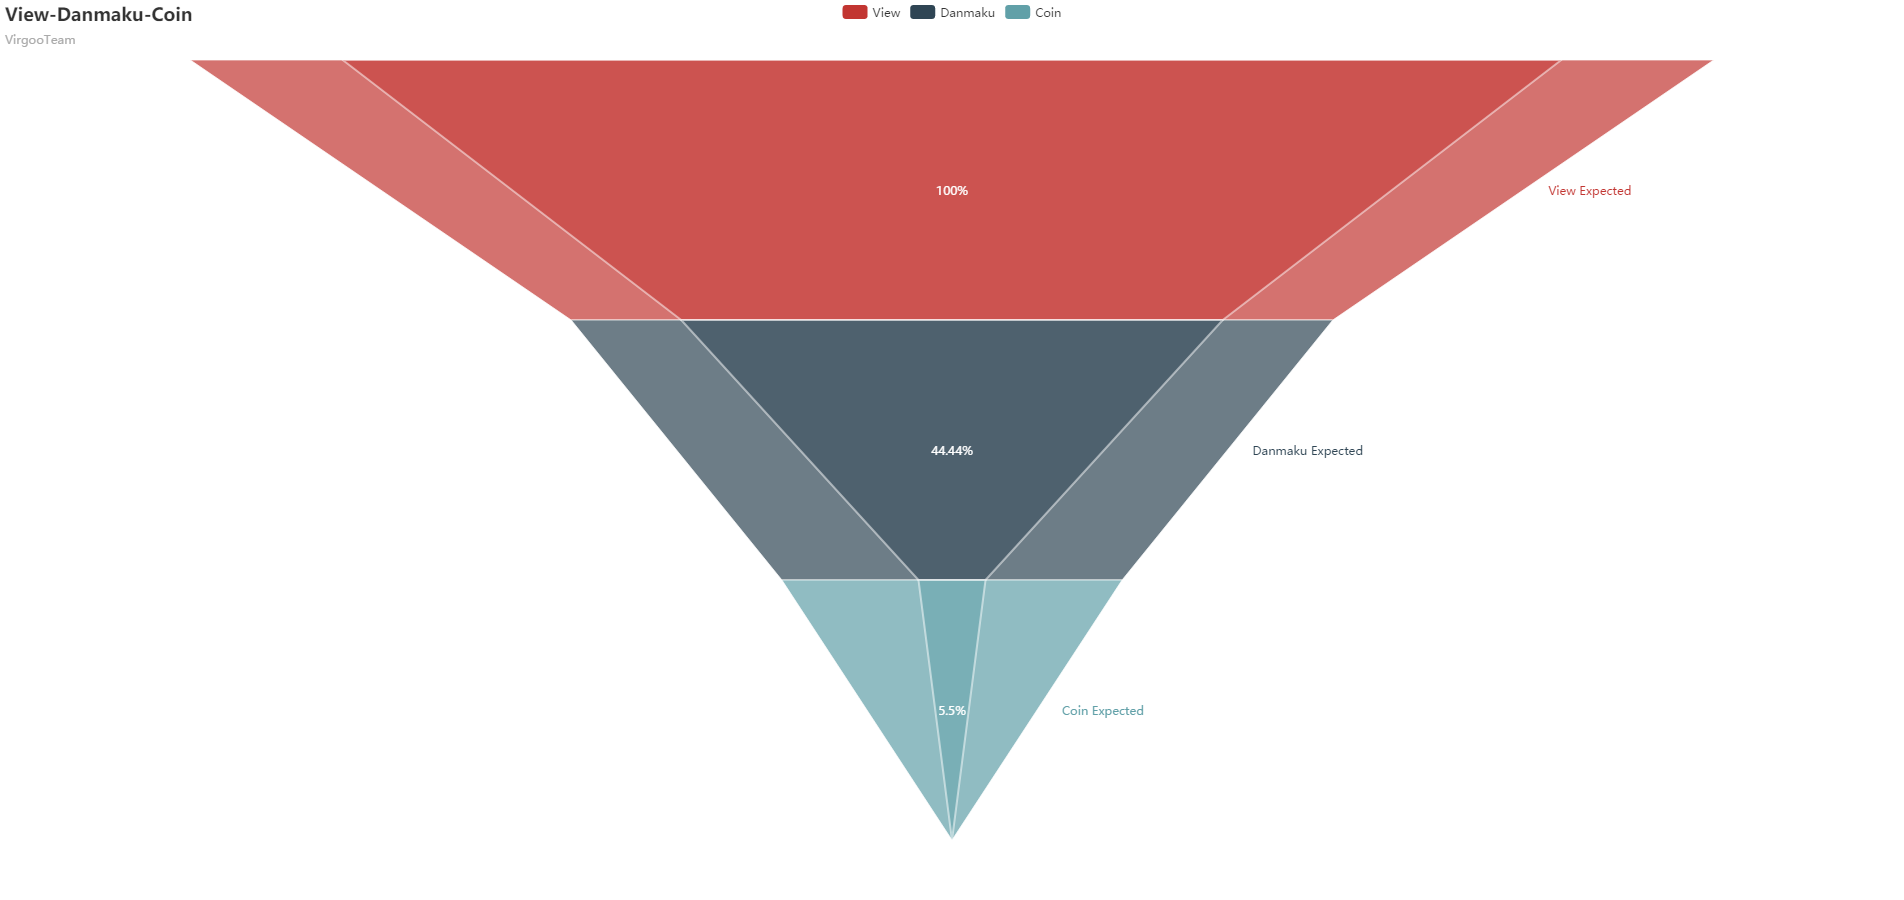 View-Danmaku-Coin
VirgooTeam
View
Danmaku
Coin
100%
View Expected
44.44%
Danmaku Expected
5.5%
Coin Expected